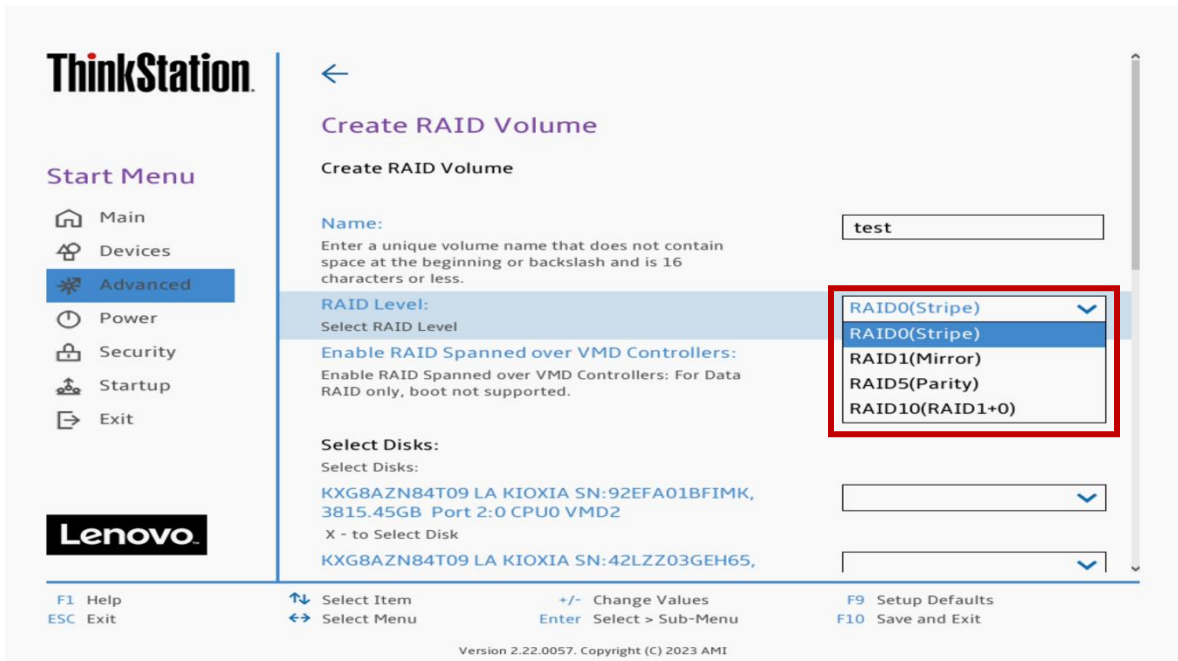 ThinkStation
Create RAID Volume
Create RAID Volume
Start Menu
Main
Devices
Advanced
Power
Security
Startup
Exit
Name:
Enter a unique volume name that does not contain
space at the beginning or backslash and is 16
characters or less.
test
RAID Level:
Select RAID Level
RAID0(Stripe)
RAID0(Stripe)
RAID1(Mirror)
RAID5(Parity)
RAID10(RAID1+0)
Enable RAID Spanned over VMD Controllers:
Enable RAID Spanned over VMD Controllers: For Data
RAID only, boot not supported.
Select Disks:
Select Disks:
KXG8AZN84T09 LA KIOXIA SN:92EFA01BFIMK,
3815.45GB Port 2:0 CPU0 VMD2
X - to Select Disk
KXG8AZN84T09 LA KIOXIA SN:42LZZ03GEH65,
Lenovo.
F1 Help
ESC Exit
Select Item
Select Menu
+/- Change Values
Enter Select > Sub-Menu
F9 Setup Defaults
F10 Save and Exit
Version 2.22.0057. Copyright (C) 2023 AMI